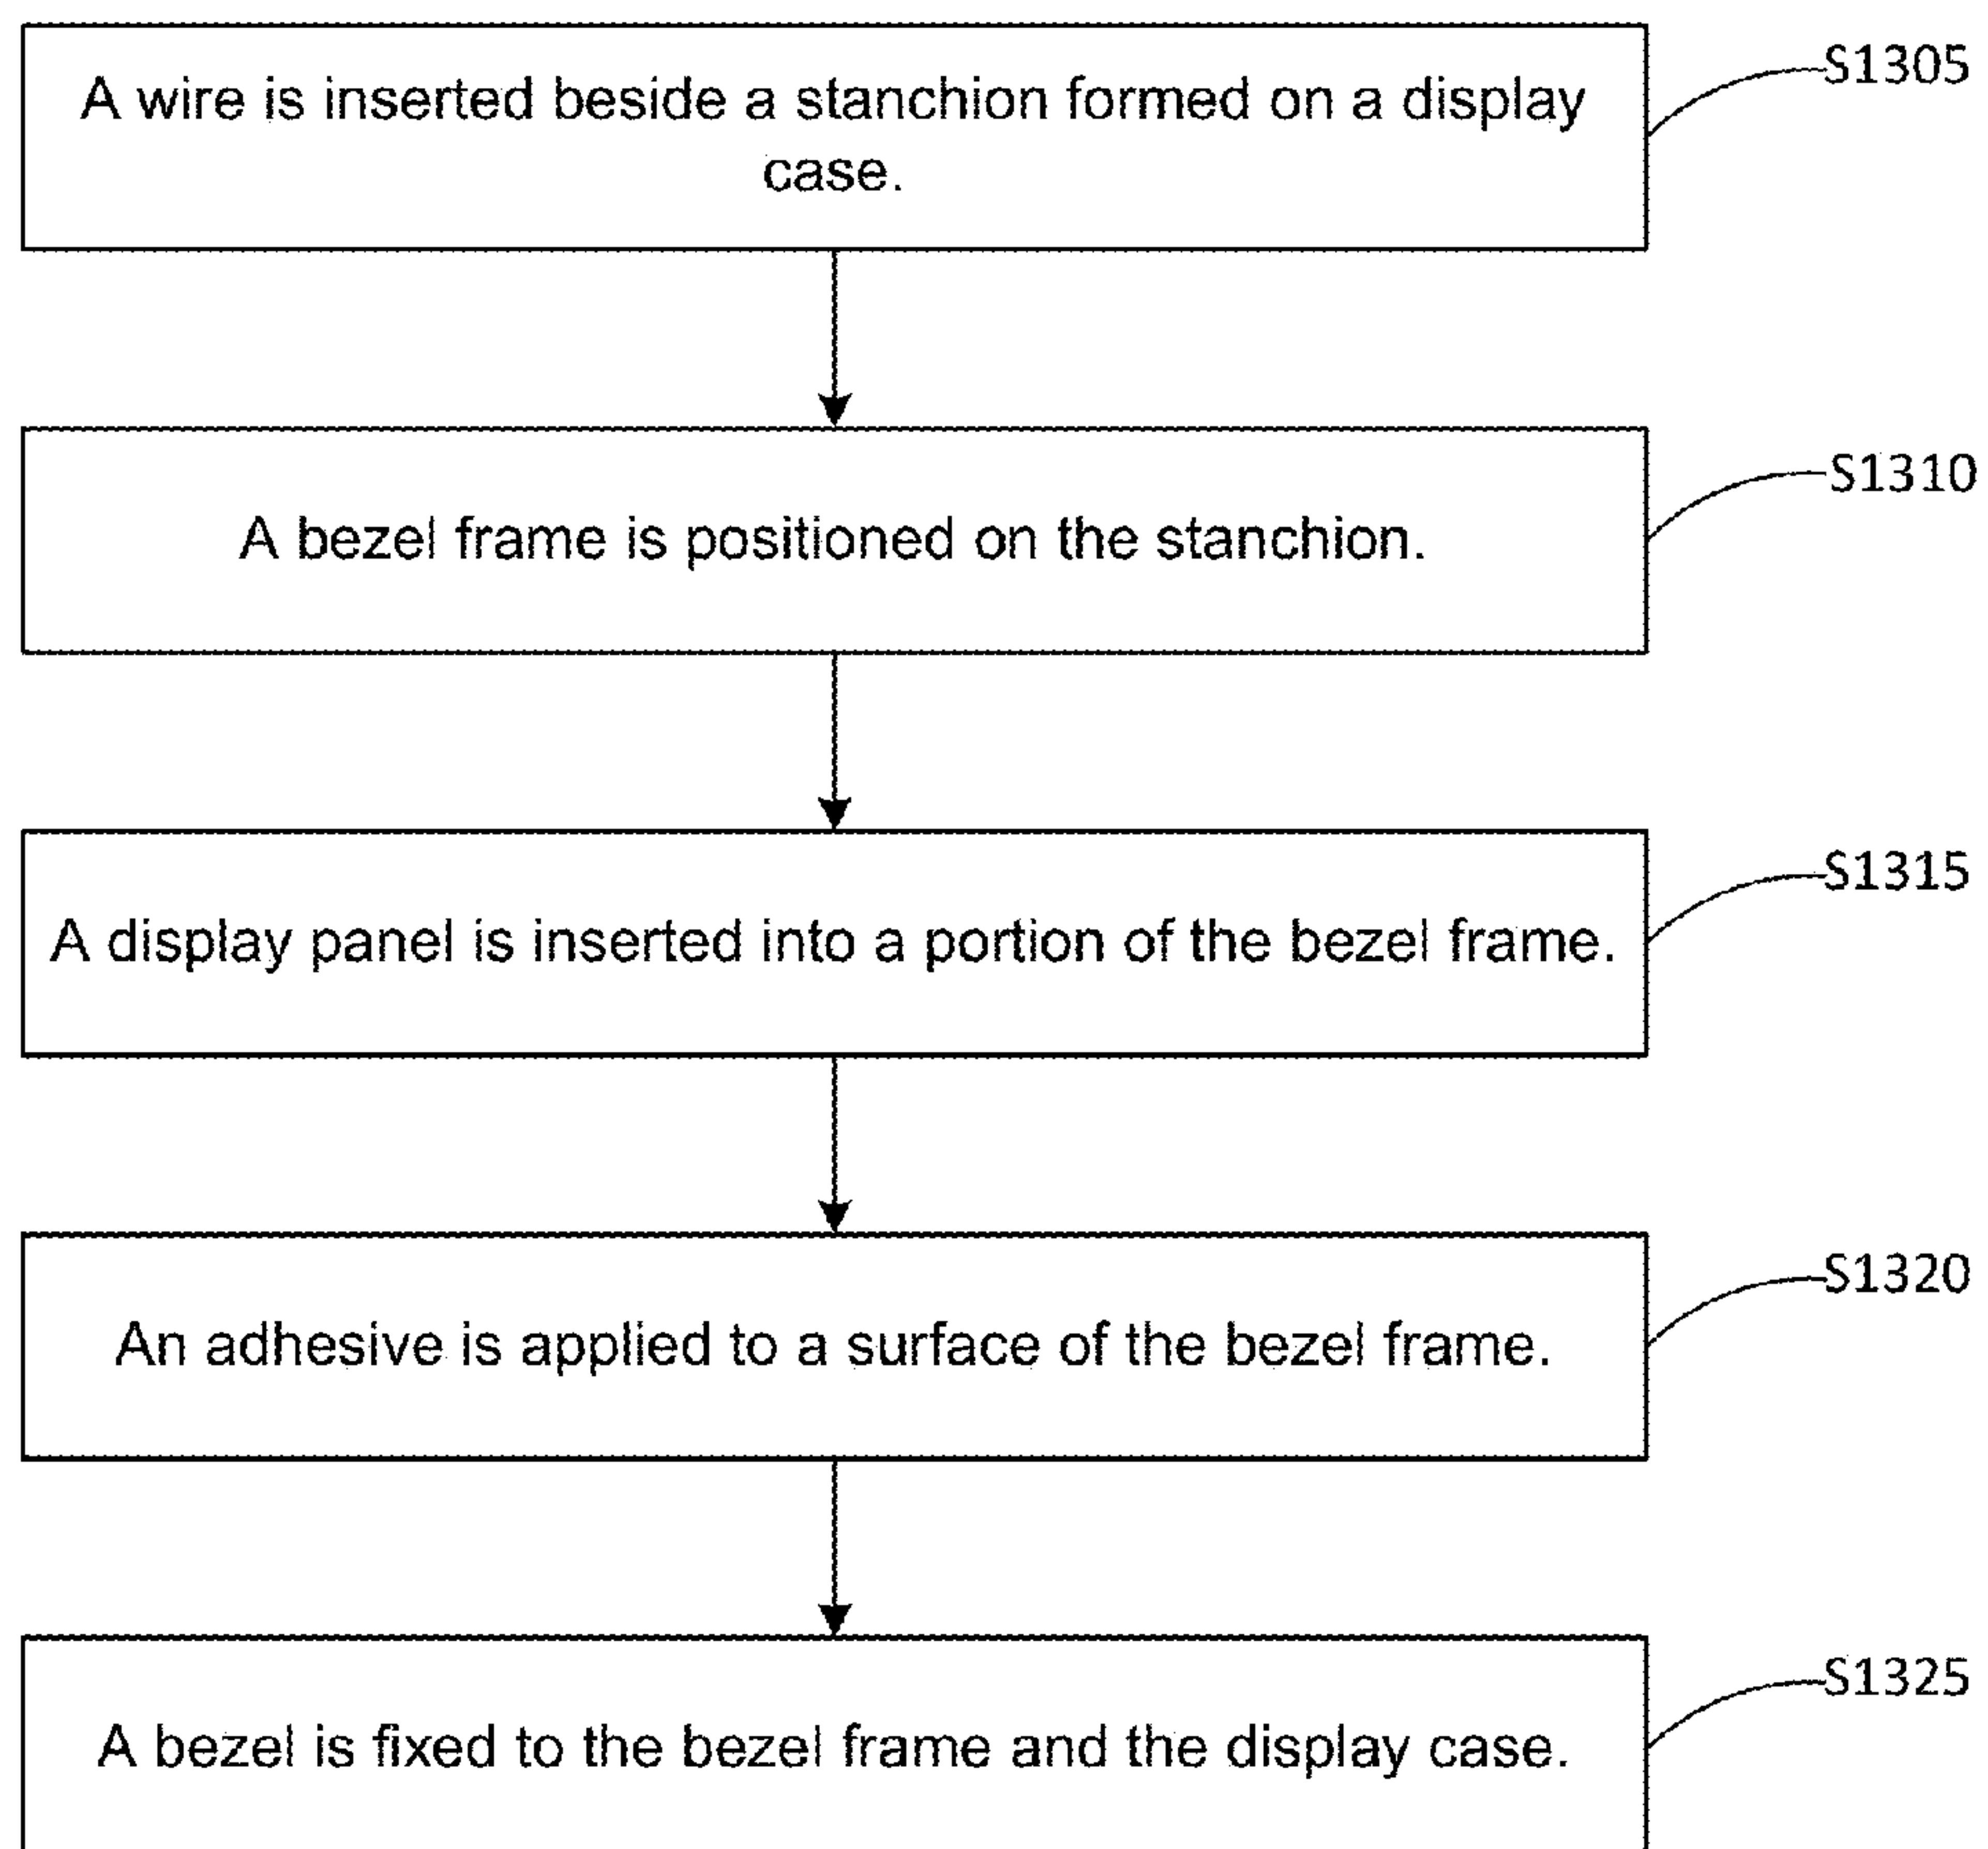 A wire is inserted beside a stanchion formed on a display
case.
S1305
A bezel frame is positioned on the stanchion.
S1310
A display panel is inserted into a portion of the bezel frame.
S1315
An adhesive is applied to a surface of the bezel frame.
S1320
A bezel is fixed to the bezel frame and the display case.
S1325